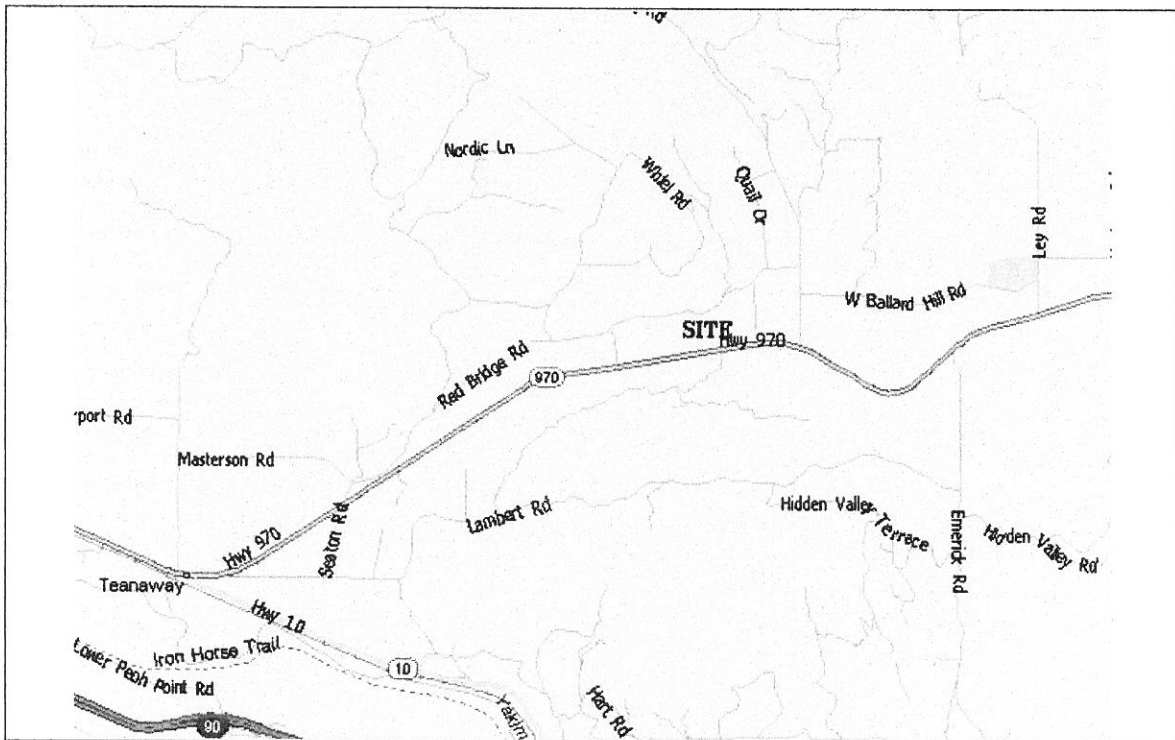 Nordic Ln
Whitel Rd
Quail Dr
Ley Rd
W Ballard Hill Rd
SITE
Hwy 970
Red Bridge Rd
970
rport Rd
Masterson Rd
Seaton Rd
Lambert Rd
Hidden Valley Terrace
Emerick Rd
Hidden Valley Rd
Hwy 970
Teanaway
Hwy 10
Iron Horse Trail
10
Lower Peoh Point Rd
Hart Rd
Yakim
90